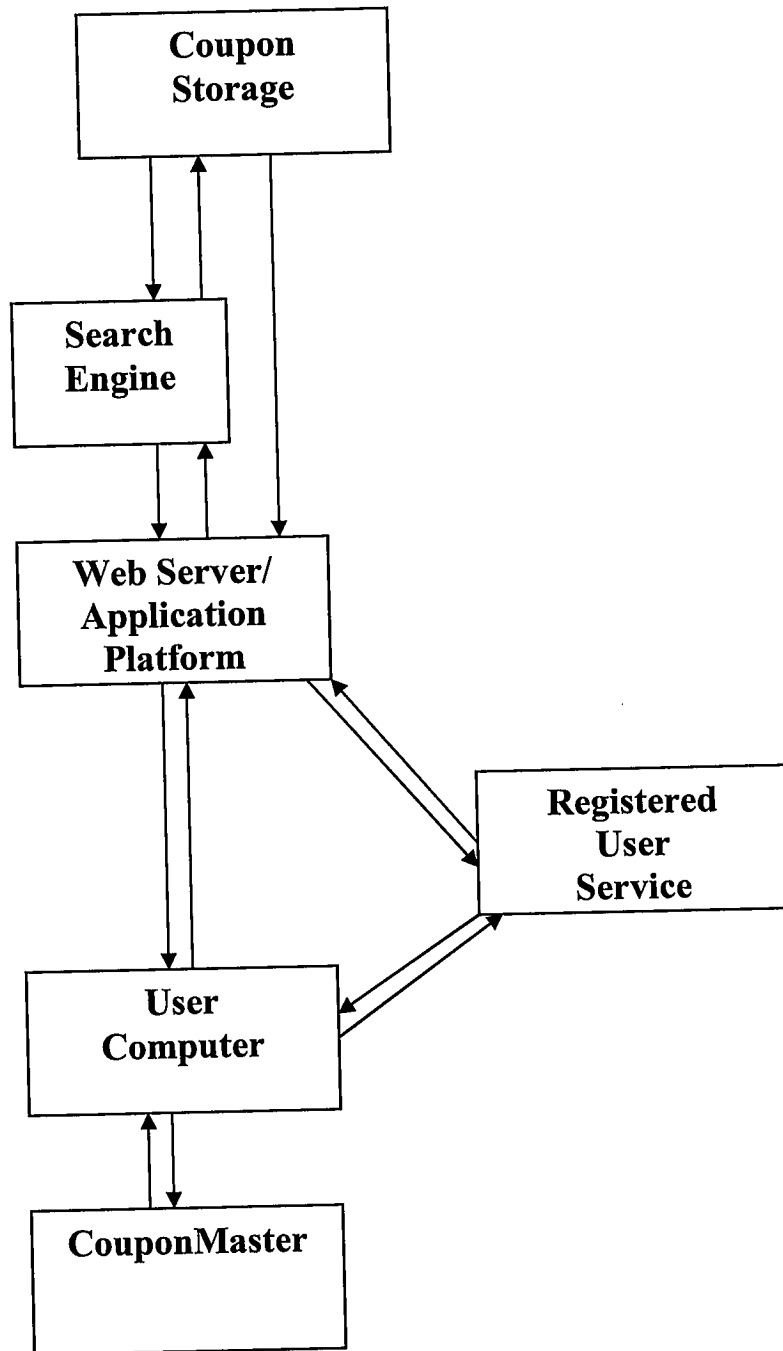 Coupon
Storage
Search
Engine
Web Server/
Application
Platform
Registered
User
Service
User
Computer
CouponMaster